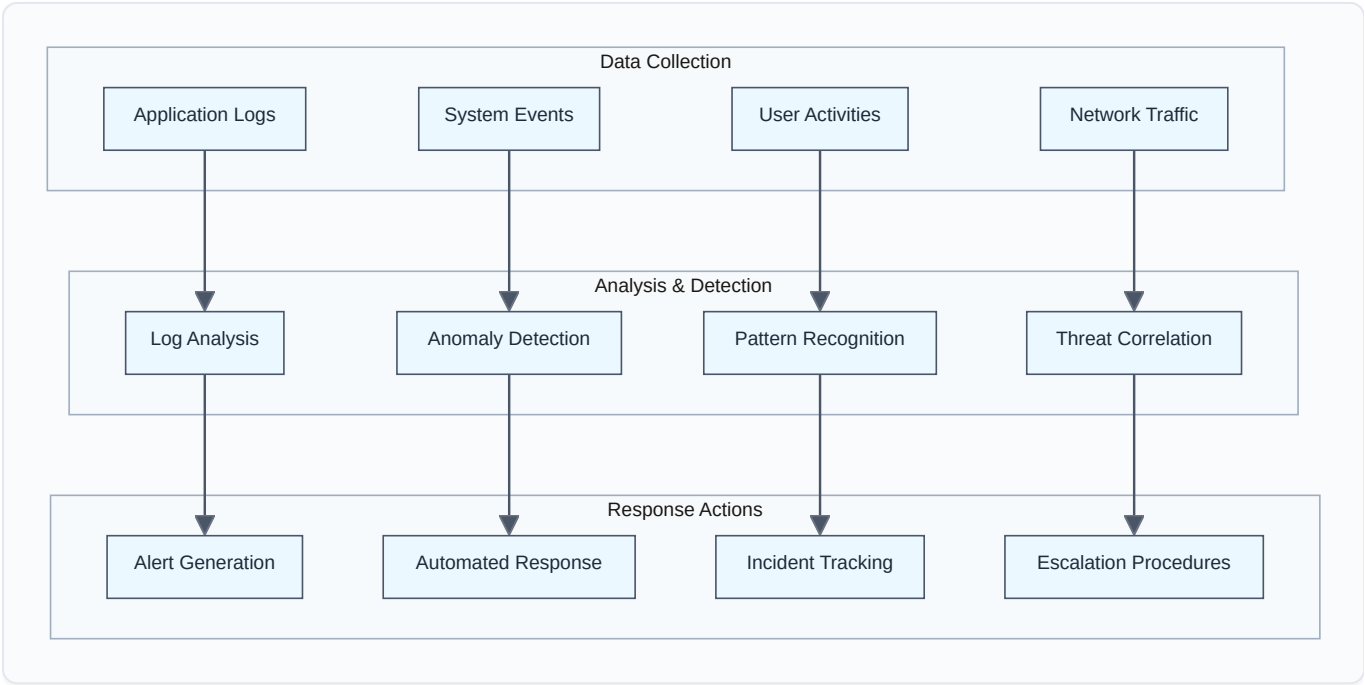 Data Collection
Application Logs
System Events
User Activities
Network Traffic
Analysis & Detection
Log Analysis
Anomaly Detection
Pattern Recognition
Threat Correlation
Response Actions
Alert Generation
Automated Response
Incident Tracking
Escalation Procedures